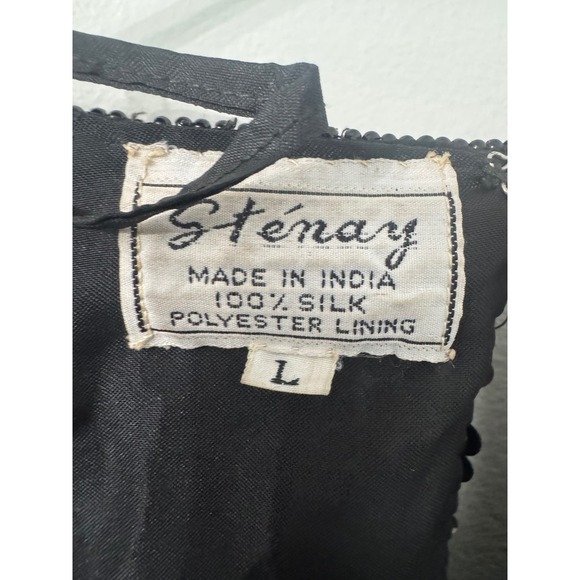 Sténay
MADE IN INDIA
100% SILK
POLYESTER LINING
L